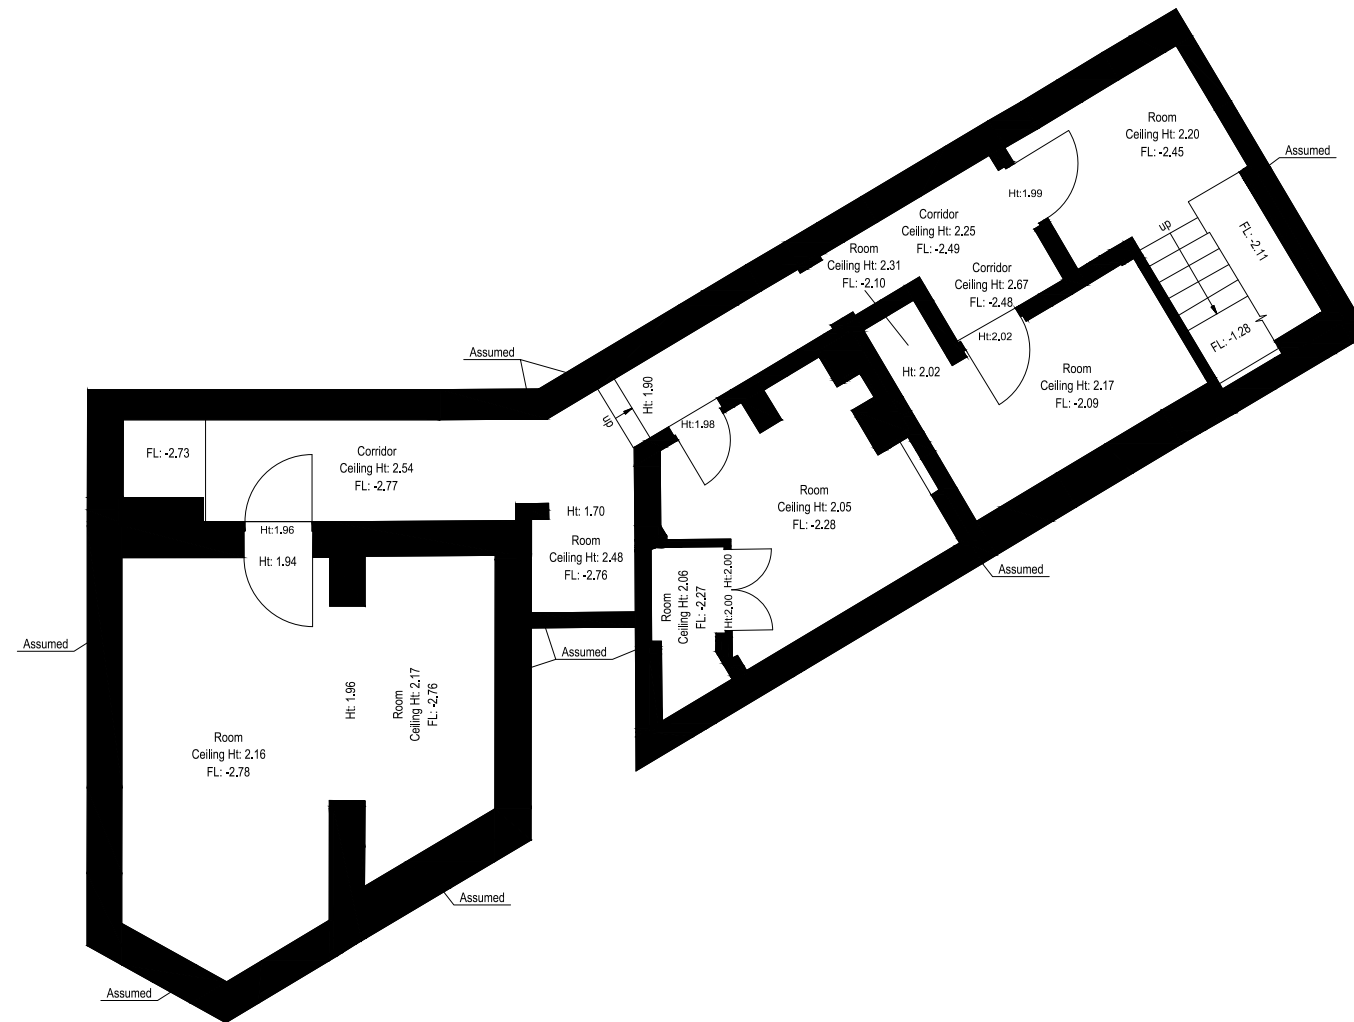 Room
Ceiling Ht: 2.20
FL: -2.45
Assumed
Ht:1.99
Corridor
Ceiling Ht: 2.25
FL: -2.49
up
FL: -2.11
Room
Ceiling Ht: 2.31
FL: -2.10
Corridor
Ceiling Ht: 2.67
FL: -2.48
Ht:2.02
FL: -1.28
Assumed
Ht: 1.90
up
Ht: 2.02
Room
Ceiling Ht: 2.17
FL: -2.09
Ht:1.98
FL: -2.73
Corridor
Ceiling Ht: 2.54
FL: -2.77
Room
Ceiling Ht: 2.05
FL: -2.28
Ht: 1.70
Ht:1.96
Ht: 1.94
Room
Ceiling Ht: 2.48
FL: -2.76
Room
Ceiling Ht: 2.06
FL: -2.27
Ht:2.00
Ht:2.00
Assumed
Assumed
Assumed
Ht: 1.96
Room
Ceiling Ht: 2.17
FL: -2.76
Room
Ceiling Ht: 2.16
FL: -2.78
Assumed
Assumed